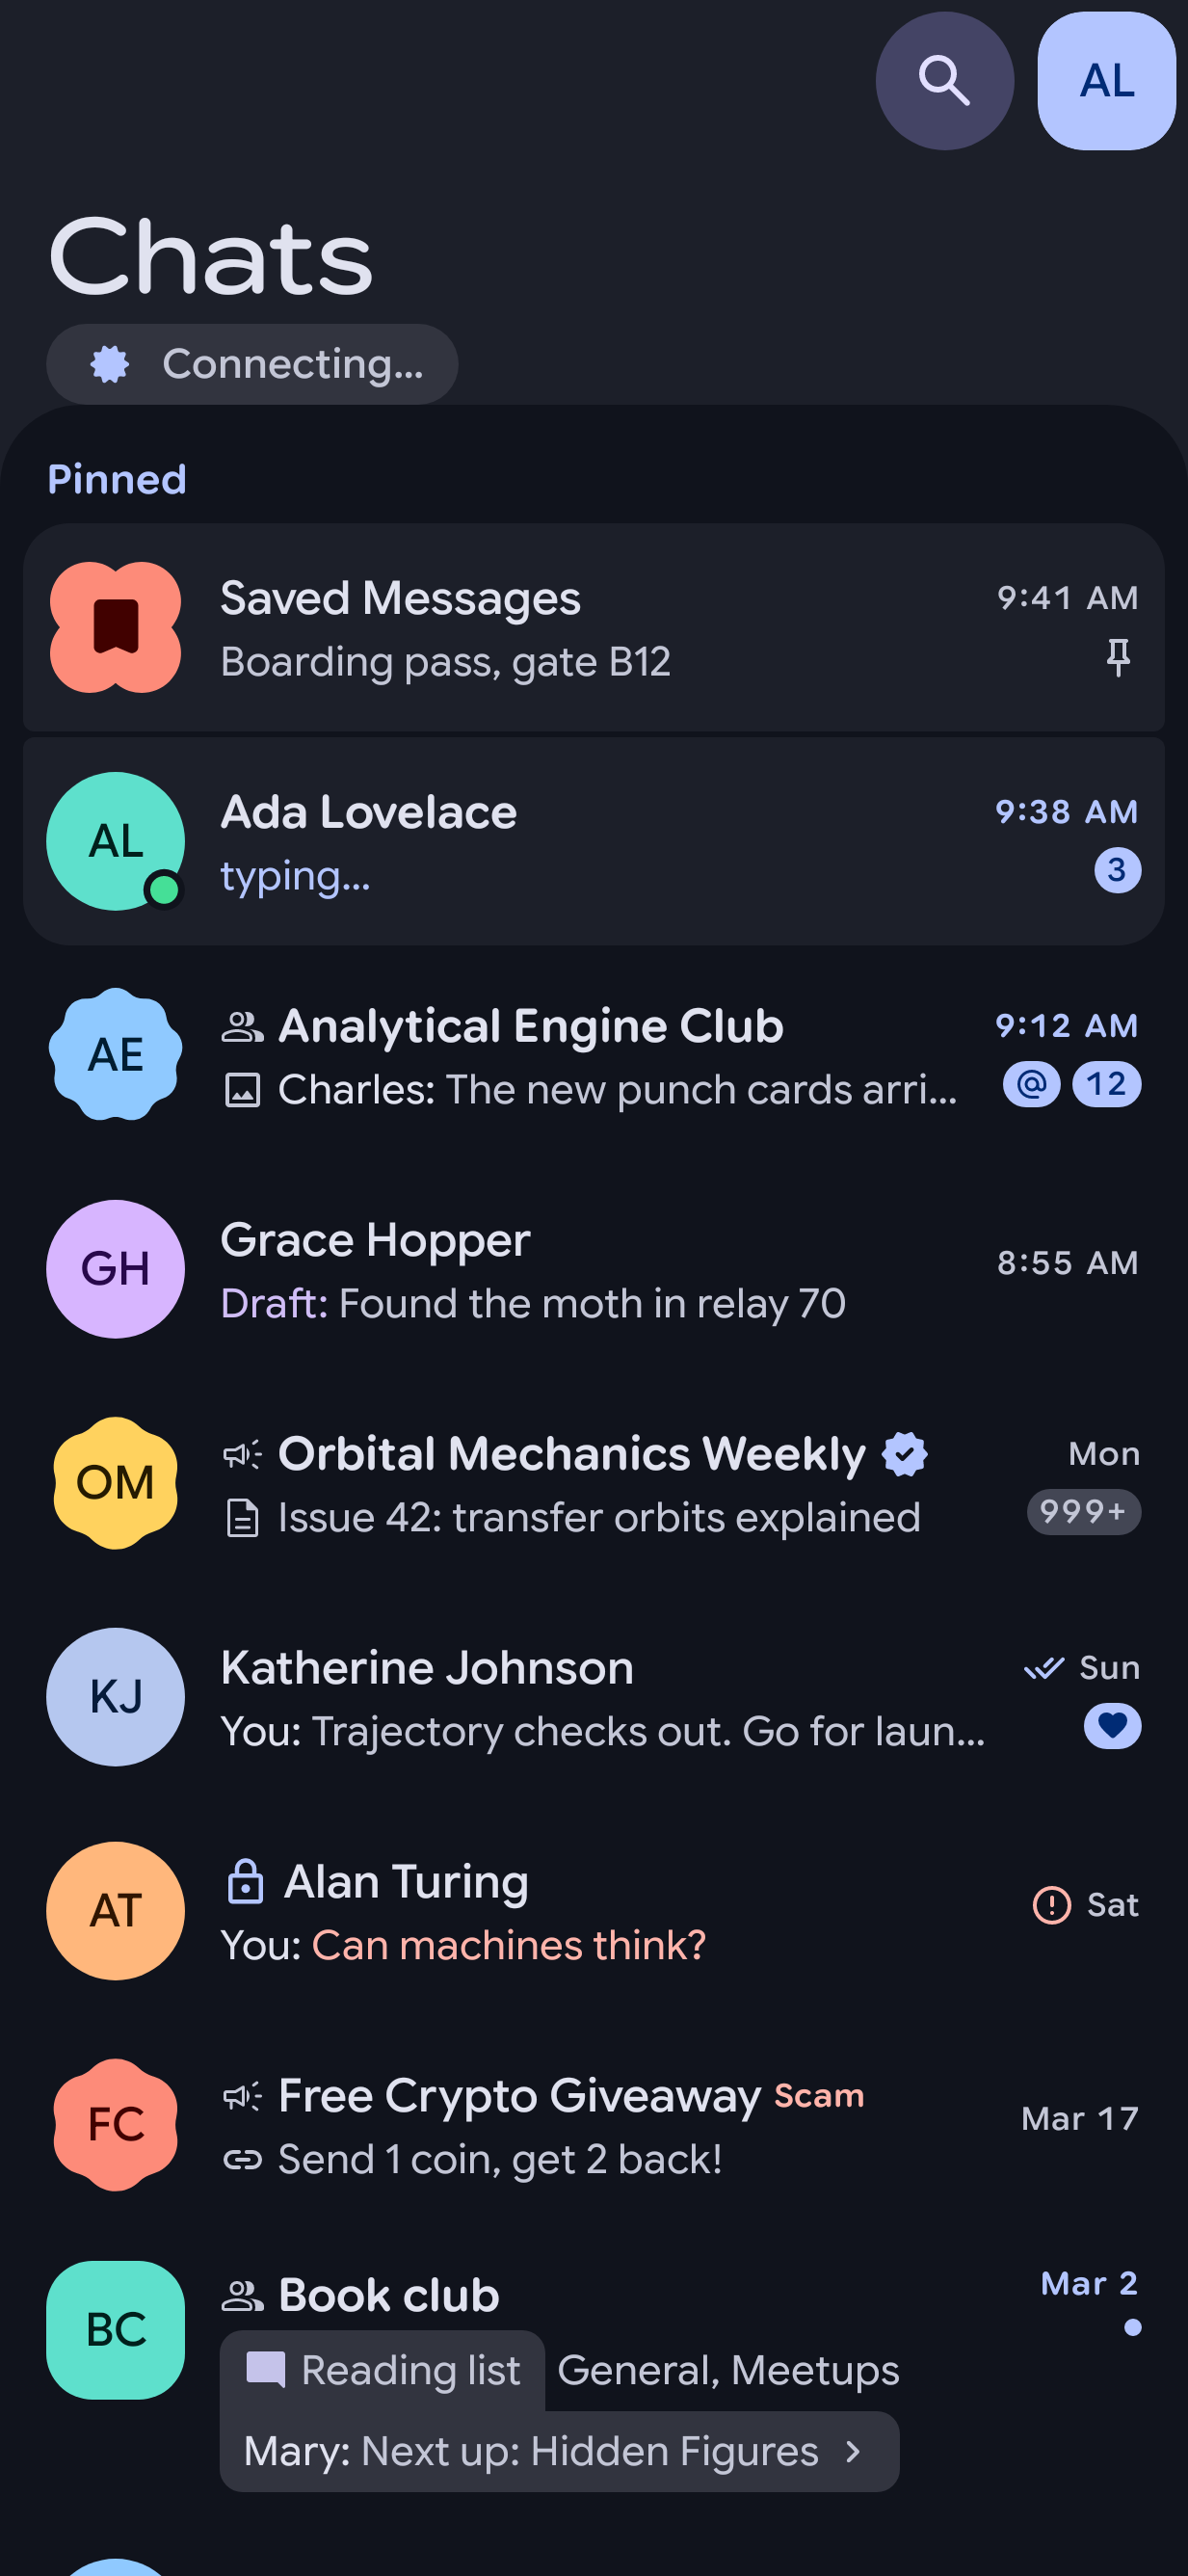 AL
Chats
Connecting...
Pinned
Saved Messages
9:41 AM
Boarding pass, gate B12
AL
Ada Lovelace
9:38 AM
typing...
3
AE
Analytical Engine Club
9:12 AM
Charles: The new punch cards arri...
@ 12
GH
Grace Hopper
8:55 AM
Draft: Found the moth in relay 70
OM
Orbital Mechanics Weekly
Mon
Issue 42: transfer orbits explained
999+
KJ
Katherine Johnson
Sun
You: Trajectory checks out. Go for laun...
AT
Alan Turing
Sat
You: Can machines think?
FC
Free Crypto Giveaway Scam
Mar 17
Send 1 coin, get 2 back!
BC
Book club
Mar 2
Reading list General, Meetups
Mary: Next up: Hidden Figures